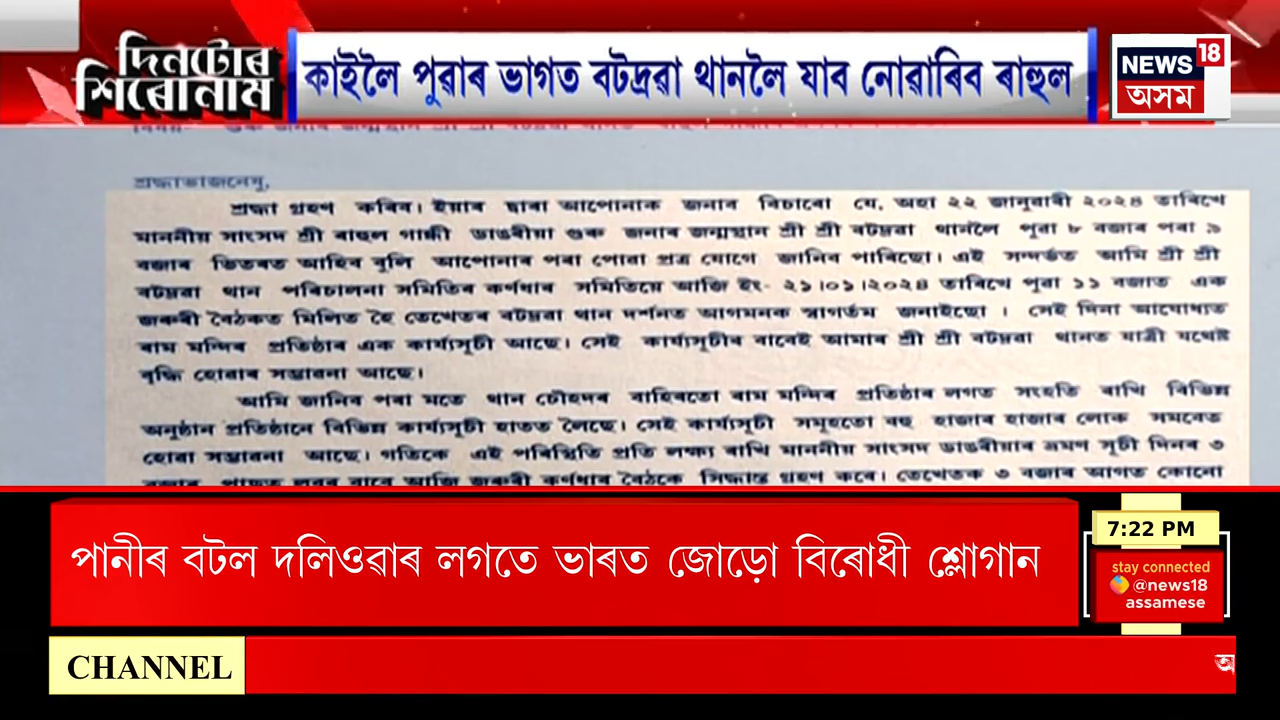 দিনটোৰ
শিৰোনাম
কাইলৈ পুৱাৰ ভাগত বটদ্ৰৱা থানলৈ যাব নোৱাৰিব ৰাহুল
NEWS 18
অসম
শ্ৰদ্ধাভাজনেষু,
শ্ৰদ্ধা গ্ৰহণ কৰিব। ইয়াৰ দ্বাৰা আপোনাক জনাব বিচাৰো যে, অহা ২২ জানুৱাৰী ২০২৪ তাৰিখে
মাননীয় সাংসদ শ্ৰী ৰাহুল গান্ধী ডাঙৰীয়া গুৰু জনাৰ জন্মস্থান শ্ৰী শ্ৰী বটদ্ৰৱা থানলৈ পুৱা ৮ বজাৰ পৰা ৯
বজাৰ ভিতৰত আহিব বুলি আপোনাৰ পৰা পোৱা পত্ৰ যোগে জানিব পাৰিছো। এই সন্দৰ্ভত আমি শ্ৰী শ্ৰী
বটদ্ৰৱা থান পৰিচালনা সমিতিৰ কৰ্ণধাৰ সমিতিয়ে আজি ইং- ২১।০১।২০২৪ তাৰিখে পুৱা ১১ বজাত এক
জৰুৰী বৈঠকত মিলিত হৈ তেখেতৰ বটদ্ৰৱা থান দৰ্শনত আগমনক স্বাগতম জনাইছো । সেই দিনা অযোধ্যাত
ৰাম মন্দিৰ প্ৰতিষ্ঠাৰ এক কাৰ্য্যসূচী আছে। সেই কাৰ্য্যসূচীৰ বাবেই আমাৰ শ্ৰী শ্ৰী বটদ্ৰৱা থানত যাত্ৰী যথেষ্ট
বৃদ্ধি হোৱাৰ সম্ভাৱনা আছে।
আমি জানিব পৰা মতে থান চৌহদৰ বাহিৰতো ৰাম মন্দিৰ প্ৰতিষ্ঠাৰ লগত সংহতি ৰাখি বিভিন্ন
অনুষ্ঠান প্ৰতিষ্ঠানে বিভিন্ন কাৰ্য্যসূচী হাতত লৈছে। সেই কাৰ্য্যসূচী সমূহতো বহু হাজাৰ হাজাৰ লোক সমবেত
হোৱা সম্ভাৱনা আছে। গতিকে এই পৰিস্থিতি প্ৰতি লক্ষ্য ৰাখি মাননীয় সাংসদ ডাঙৰীয়াৰ ভ্ৰমণ সূচী দিনৰ ৩
বজাৰ পাছত লবৰ বাবে আজি জৰুৰী কৰ্ণধাৰ বৈঠকে সিদ্ধান্ত গ্ৰহণ কৰে। তেখেতক ৩ বজাৰ আগত কোনো
পানীৰ বটল দলিওৱাৰ লগতে ভাৰত জোড়ো বিৰোধী শ্লোগান
7:22 PM
stay connected
@news18
assamese
CHANNEL